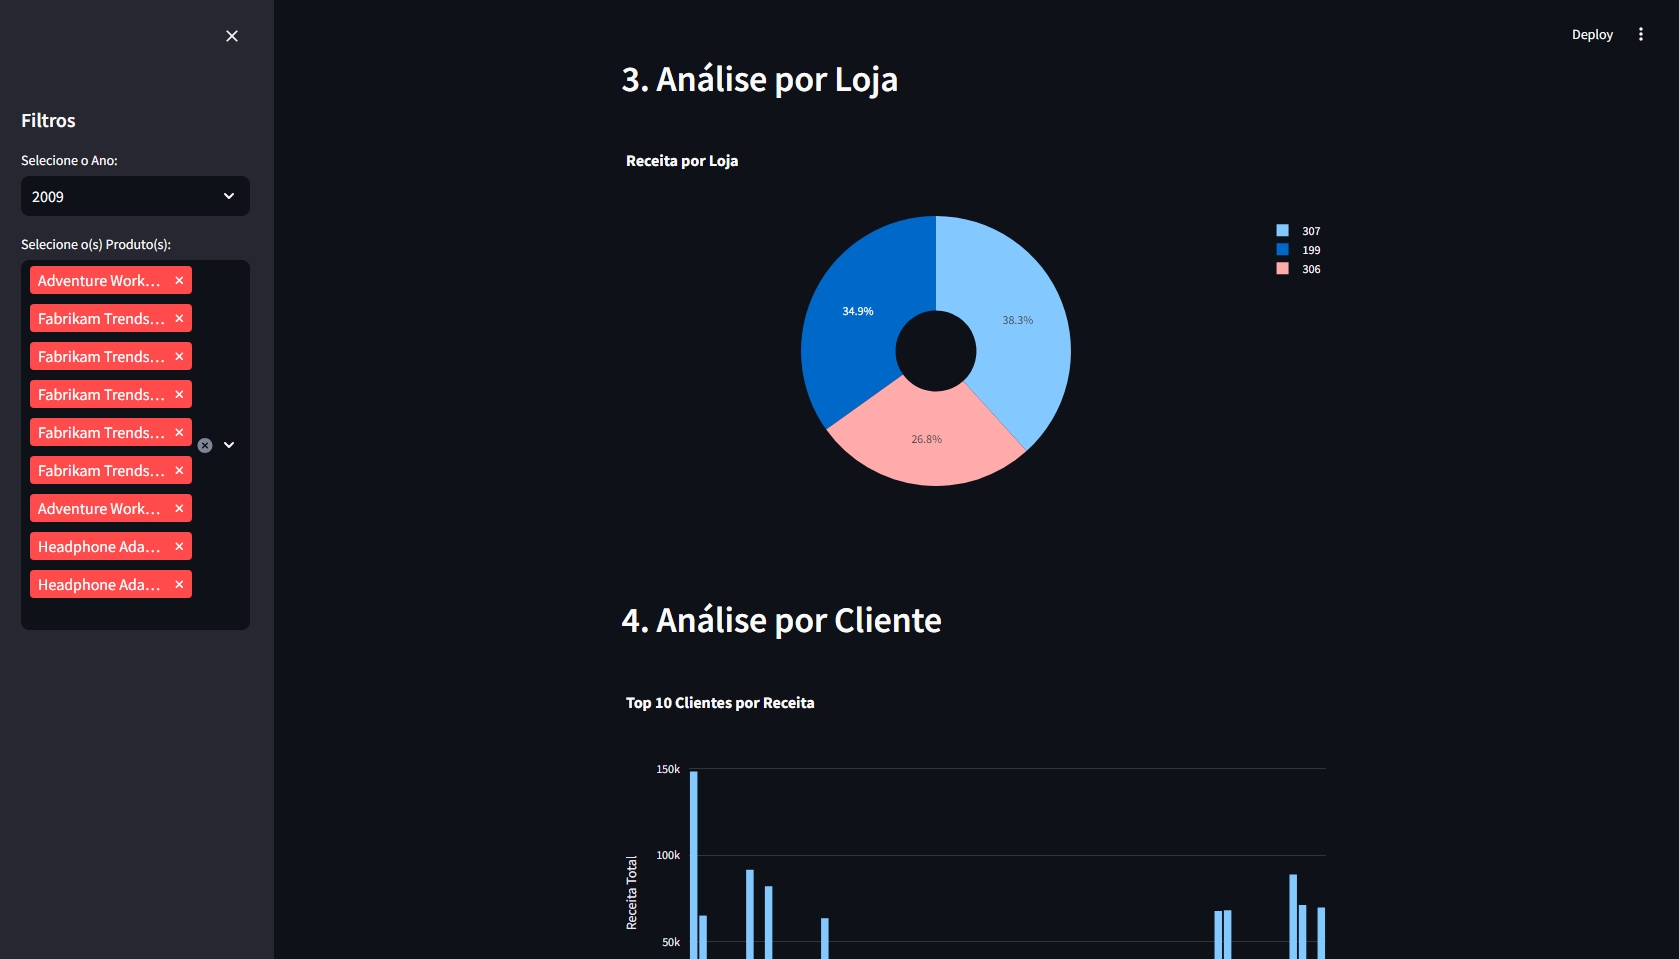 Deploy
Filtros
Selecione o Ano:
2009
Selecione o(s) Produto(s):
Adventure Work...
Fabrikam Trends...
Fabrikam Trends...
Fabrikam Trends...
Fabrikam Trends...
Fabrikam Trends...
Adventure Work...
Headphone Ada...
Headphone Ada...
3. Análise por Loja
Receita por Loja
307
199
306
34.9%
38.3%
26.8%
4. Análise por Cliente
Top 10 Clientes por Receita
150k
100k
50k
Receita Total